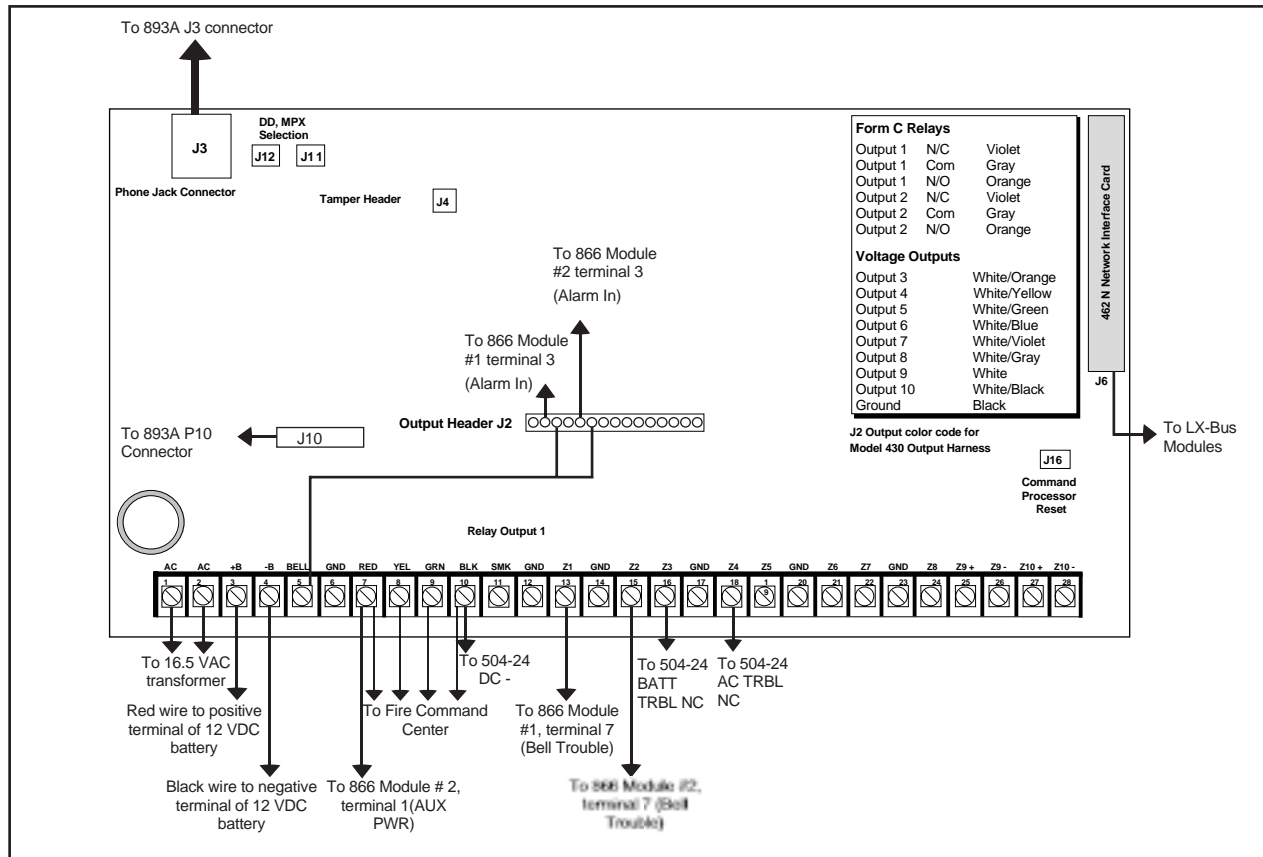 To 893A J3 connector
J3
Phone Jack Connector
DD, MPX
Selection
J12
J11
Tamper Header
J4
Form C Relays
Output 1 N/C Violet
Output 1 Com Gray
Output 1 N/O Orange
Output 2 N/C Violet
Output 2 Com Gray
Output 2 N/O Orange
Voltage Outputs
Output 3 White/Orange
Output 4 White/Yellow
Output 5 White/Green
Output 6 White/Blue
Output 7 White/Violet
Output 8 White/Gray
Output 9 White
Output 10 White/Black
Ground Black
J2 Output color code for
Model 430 Output Harness
462 N Network Interface Card
J6
To LX-Bus
Modules
J16
Command
Processor
Reset
To 866 Module
#2 terminal 3
(Alarm In)
To 866 Module
#1 terminal 3
(Alarm In)
Output Header J2
To 893A P10
Connector
J10
Relay Output 1
AC AC +B -B BELL GND RED YEL GRN BLK SMK GND Z1 GND Z2 Z3 GND Z4 Z5 GND Z6 Z7 GND Z8 Z9 + Z9 - Z10 + Z10 -
1 2 3 4 5 6 7 8 9 10 11 12 13 14 15 16 17 18 19 20 21 22 23 24 25 26 27 28
To 16.5 VAC
transformer
Red wire to positive
terminal of 12 VDC
battery
Black wire to negative
terminal of 12 VDC
battery
To 866 Module # 2,
terminal 1(AUX
PWR)
To Fire Command
Center
To 504-24
DC -
To 866 Module
#1, terminal 7
(Bell Trouble)
To 866 Module #2,
terminal 7 (Bell
Trouble)
To 504-24
BATT
TRBL NC
To 504-24
AC TRBL
NC